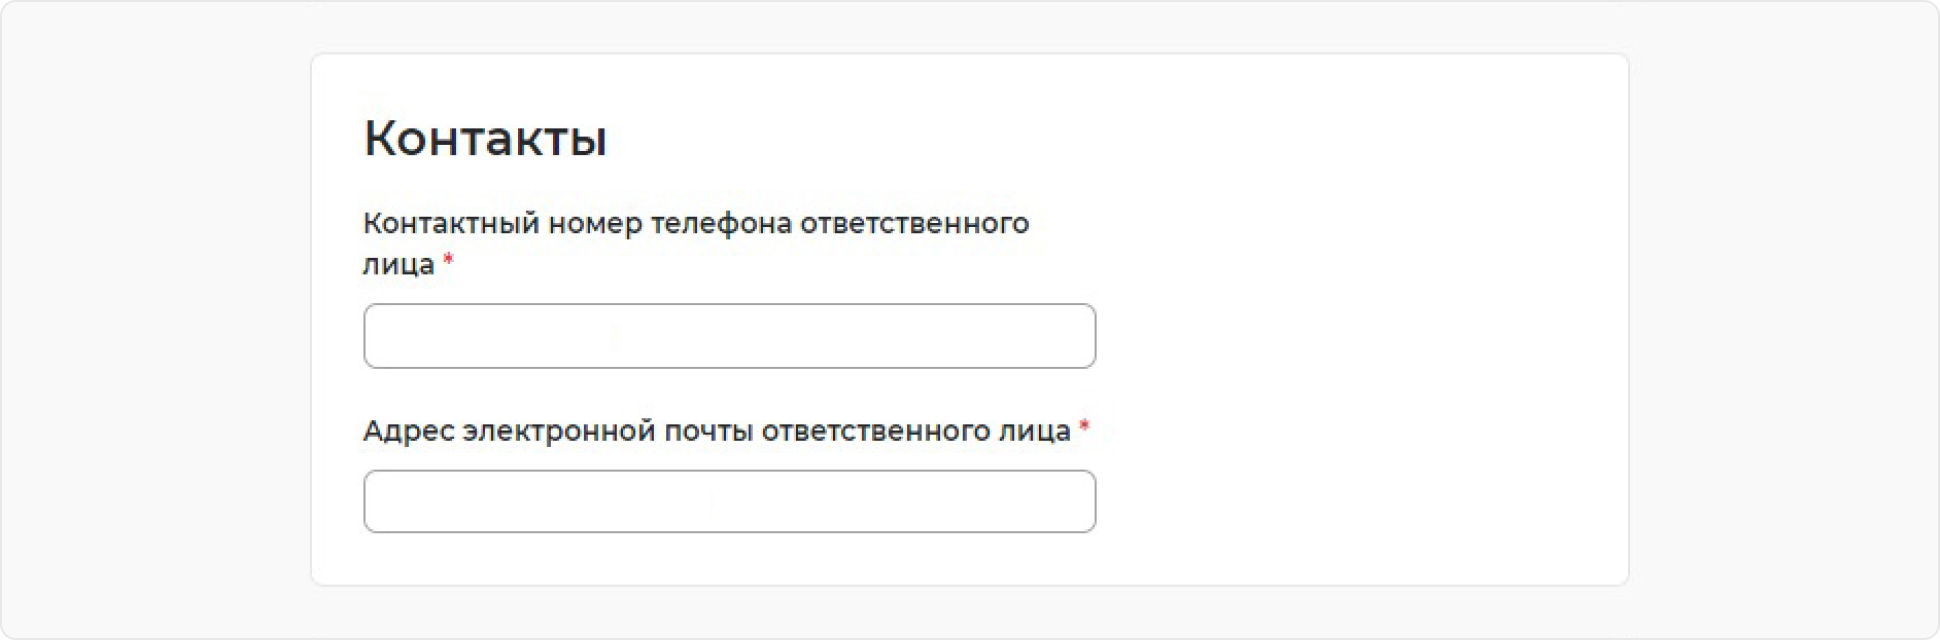 Контакты
Контактный номер телефона ответственного
лица *
Адрес электронной почты ответственного лица *